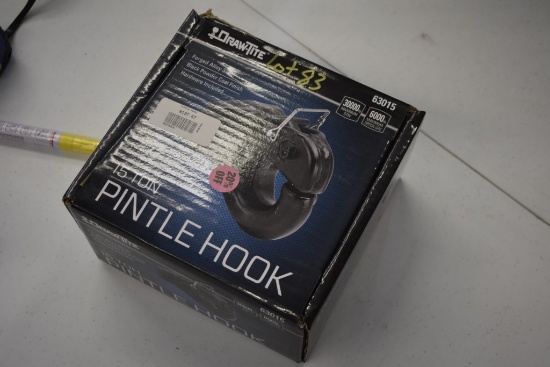 DRAW-TITE
Lot 83
Forged Alloy
Black Powder Coat Finish
Hardware Included
63015
30000
6000
20% OFF
15 TON
PINTLE HOOK
63015
PINTLE HOOK